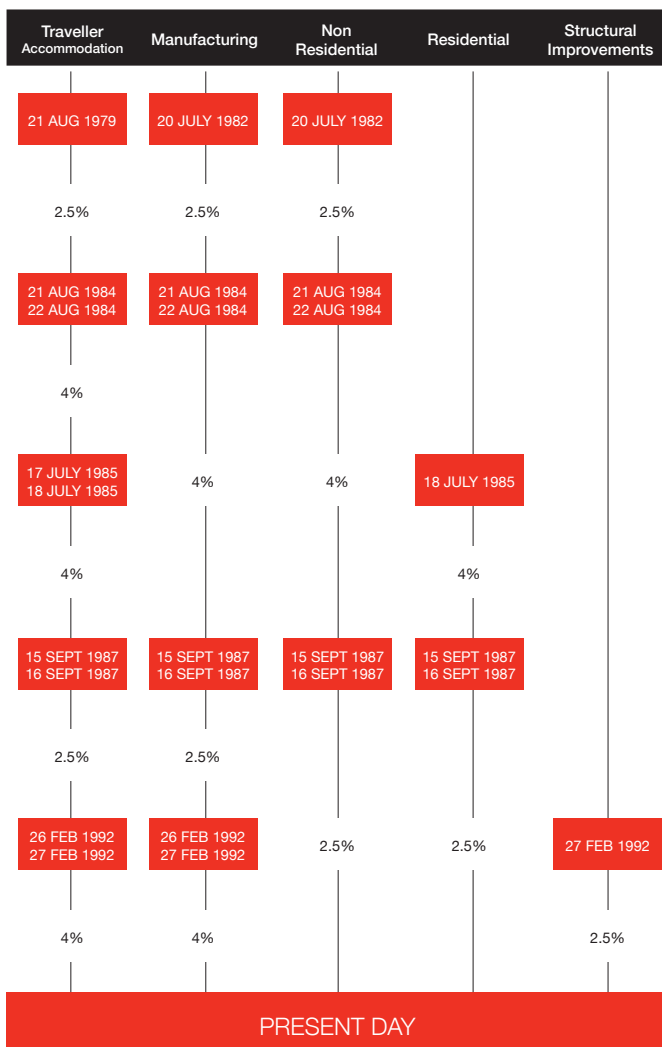 Traveller
Accommodation
Manufacturing
Non
Residential
Residential
Structural
Improvements
21 AUG 1979
20 JULY 1982
20 JULY 1982
2.5%
2.5%
2.5%
21 AUG 1984
22 AUG 1984
21 AUG 1984
22 AUG 1984
21 AUG 1984
22 AUG 1984
4%
17 JULY 1985
18 JULY 1985
4%
4%
18 JULY 1985
4%
4%
15 SEPT 1987
16 SEPT 1987
15 SEPT 1987
16 SEPT 1987
15 SEPT 1987
16 SEPT 1987
15 SEPT 1987
16 SEPT 1987
2.5%
2.5%
26 FEB 1992
27 FEB 1992
26 FEB 1992
27 FEB 1992
2.5%
2.5%
27 FEB 1992
4%
4%
2.5%
PRESENT DAY